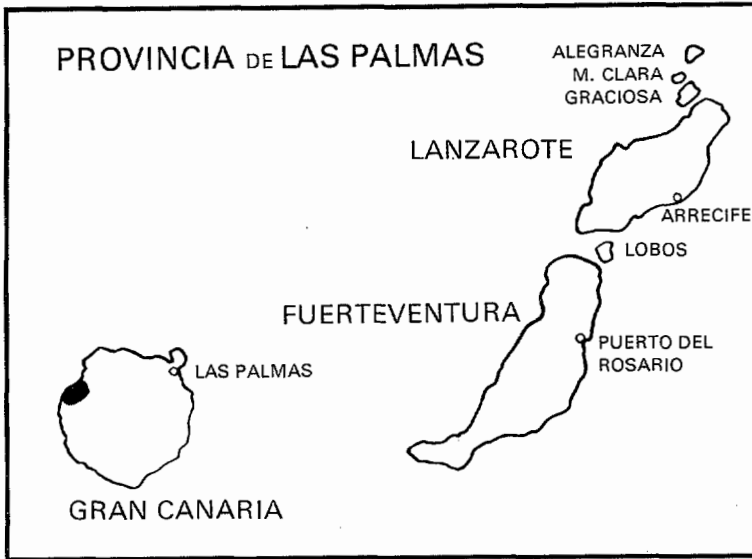 PROVINCIA DE LAS PALMAS
ALEGRANZA
M. CLARA
GRACIOSA
LANZAROTE
ARRECIFE
LOBOS
FUERTEVENTURA
PUERTO DEL
ROSARIO
LAS PALMAS
GRAN CANARIA